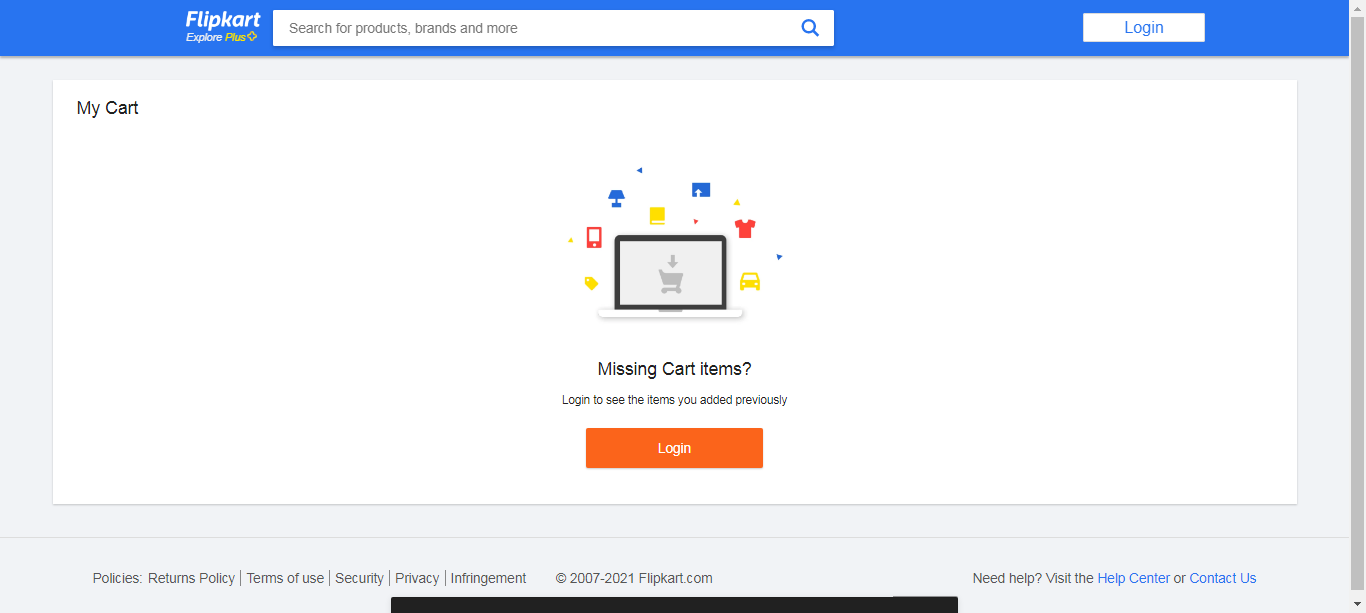 Flipkart
Explore Plus
Search for products, brands and more
Login
My Cart
Missing Cart items?
Login to see the items you added previously
Login
Policies: Returns Policy | Terms of use | Security | Privacy | Infringement © 2007-2021 Flipkart.com Need help? Visit the Help Center or Contact Us